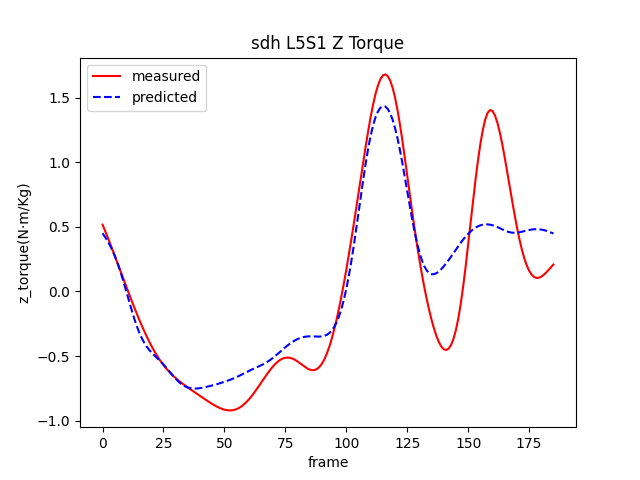 sdh L5S1 Z Torque
measured
predicted
z_torque(N·m/Kg)
1.5
1.0
0.5
0.0
−0.5
−1.0
0 25 50 75 100 125 150 175
frame